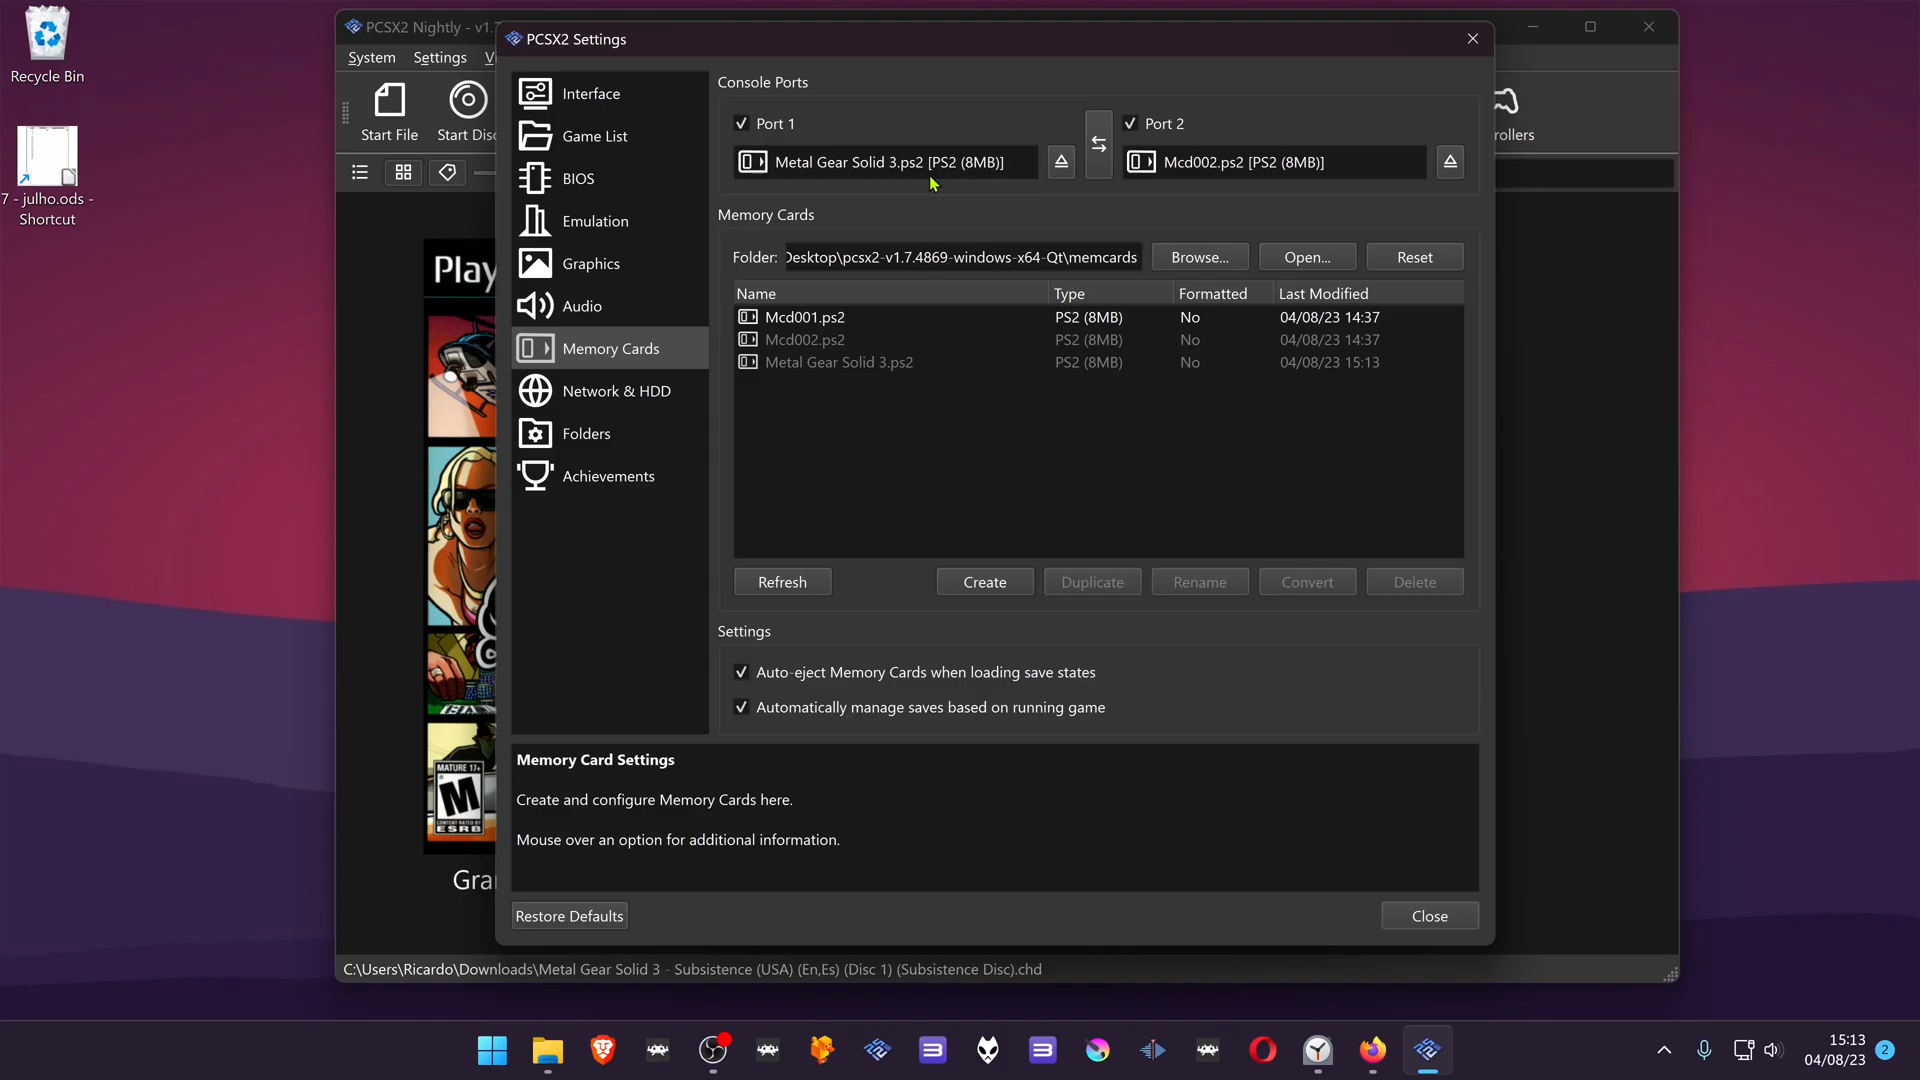 Recycle Bin
7 - julho.ods -
Shortcut
PCSX2 Nightly - v1.7
System Settings Vi
Start File Start Disc
rollers
Play
MATURE 17+
M
CONTENT RATED BY
ESRB
Gra
PCSX2 Settings
Interface
Game List
BIOS
Emulation
Graphics
Audio
Memory Cards
Network & HDD
Folders
Achievements
Console Ports
Port 1
Metal Gear Solid 3.ps2 [PS2 (8MB)]
Port 2
Mcd002.ps2 [PS2 (8MB)]
Memory Cards
Folder: Desktop\pcsx2-v1.7.4869-windows-x64-Qt\memcards Browse... Open... Reset
Name Type Formatted Last Modified
Mcd001.ps2 PS2 (8MB) No 04/08/23 14:37
Mcd002.ps2 PS2 (8MB) No 04/08/23 14:37
Metal Gear Solid 3.ps2 PS2 (8MB) No 04/08/23 15:13
Refresh Create Duplicate Rename Convert Delete
Settings
Auto-eject Memory Cards when loading save states
Automatically manage saves based on running game
Memory Card Settings
Create and configure Memory Cards here.
Mouse over an option for additional information.
Restore Defaults Close
C:\Users\Ricardo\Downloads\Metal Gear Solid 3 - Subsistence (USA) (En,Es) (Disc 1) (Subsistence Disc).chd
15:13
04/08/23 2